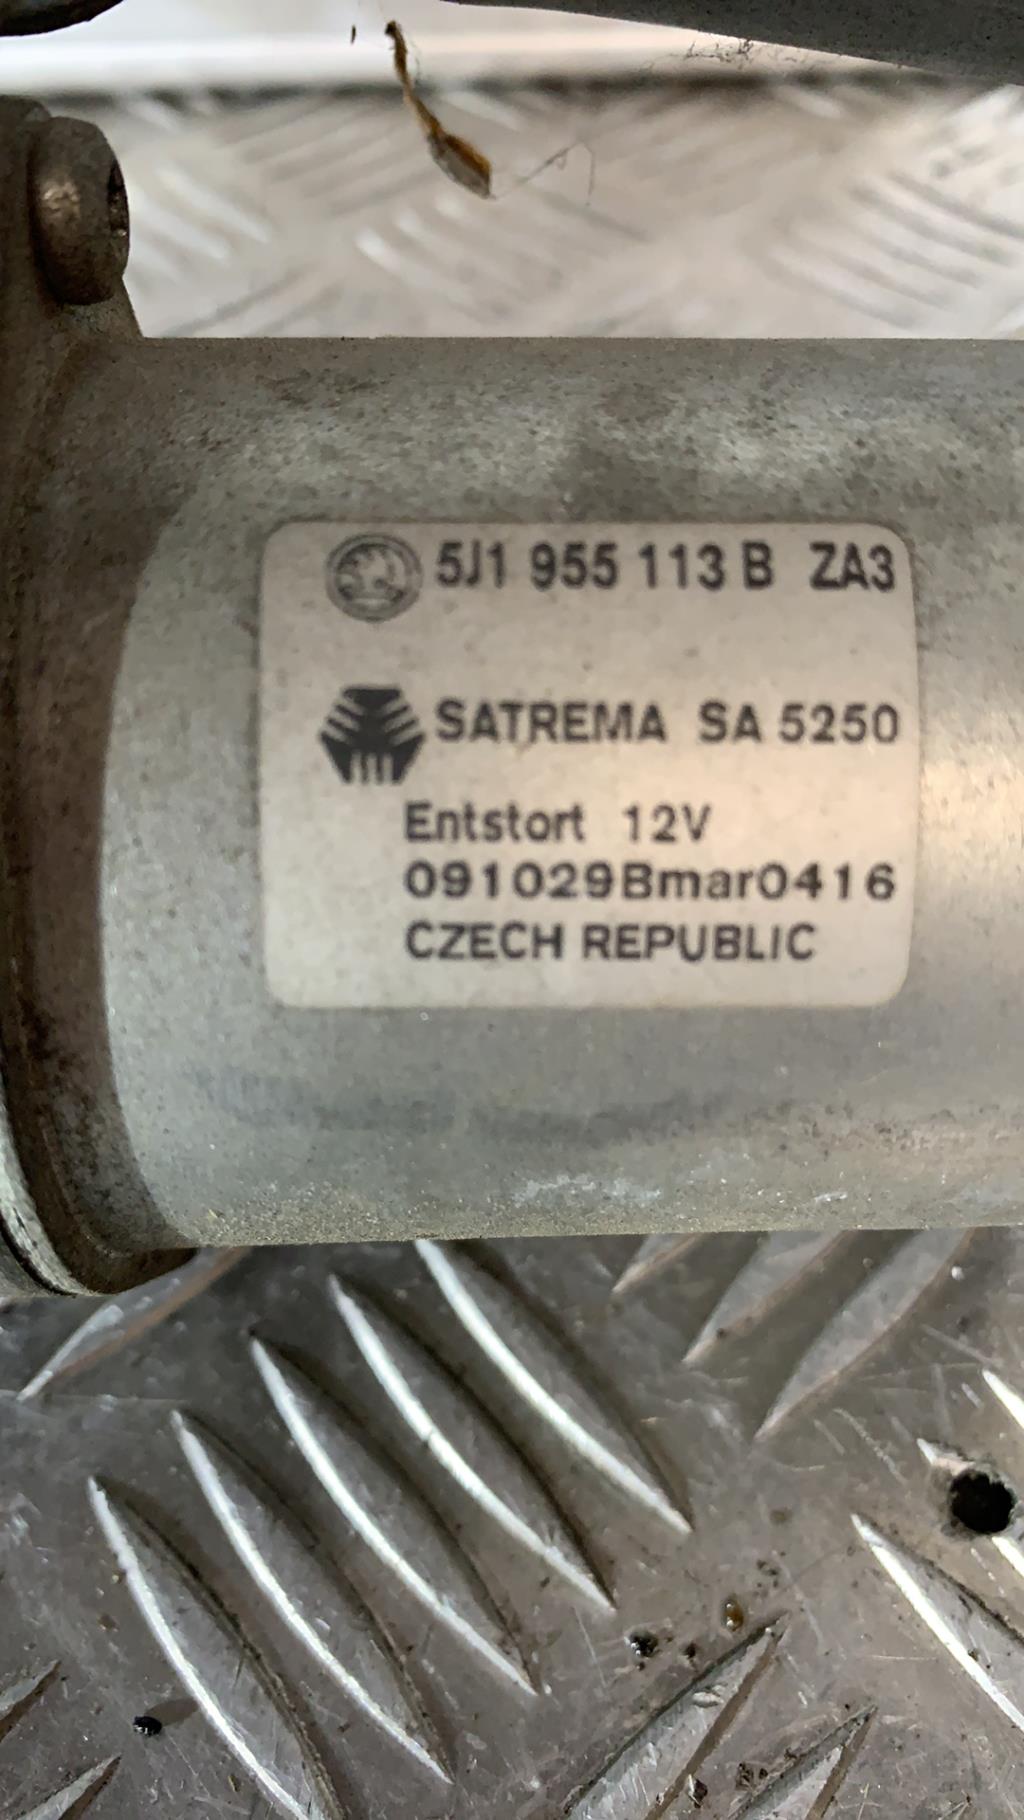 5J1 955 113 B ZA3
SATREMA SA 5250
Entstort 12V
091029Bmar0416
CZECH REPUBLIC